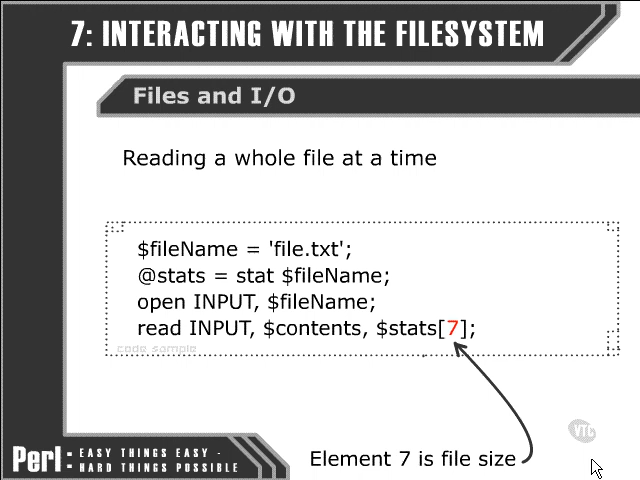 7: INTERACTING WITH THE FILESYSTEM
Files and I/O
Reading a whole file at a time
$fileName = 'file.txt';
@stats = stat $fileName;
open INPUT, $fileName;
read INPUT, $contents, $stats[7];
code sample
VTC
Element 7 is file size
Perl: EASY THINGS EASY -
HARD THINGS POSSIBLE